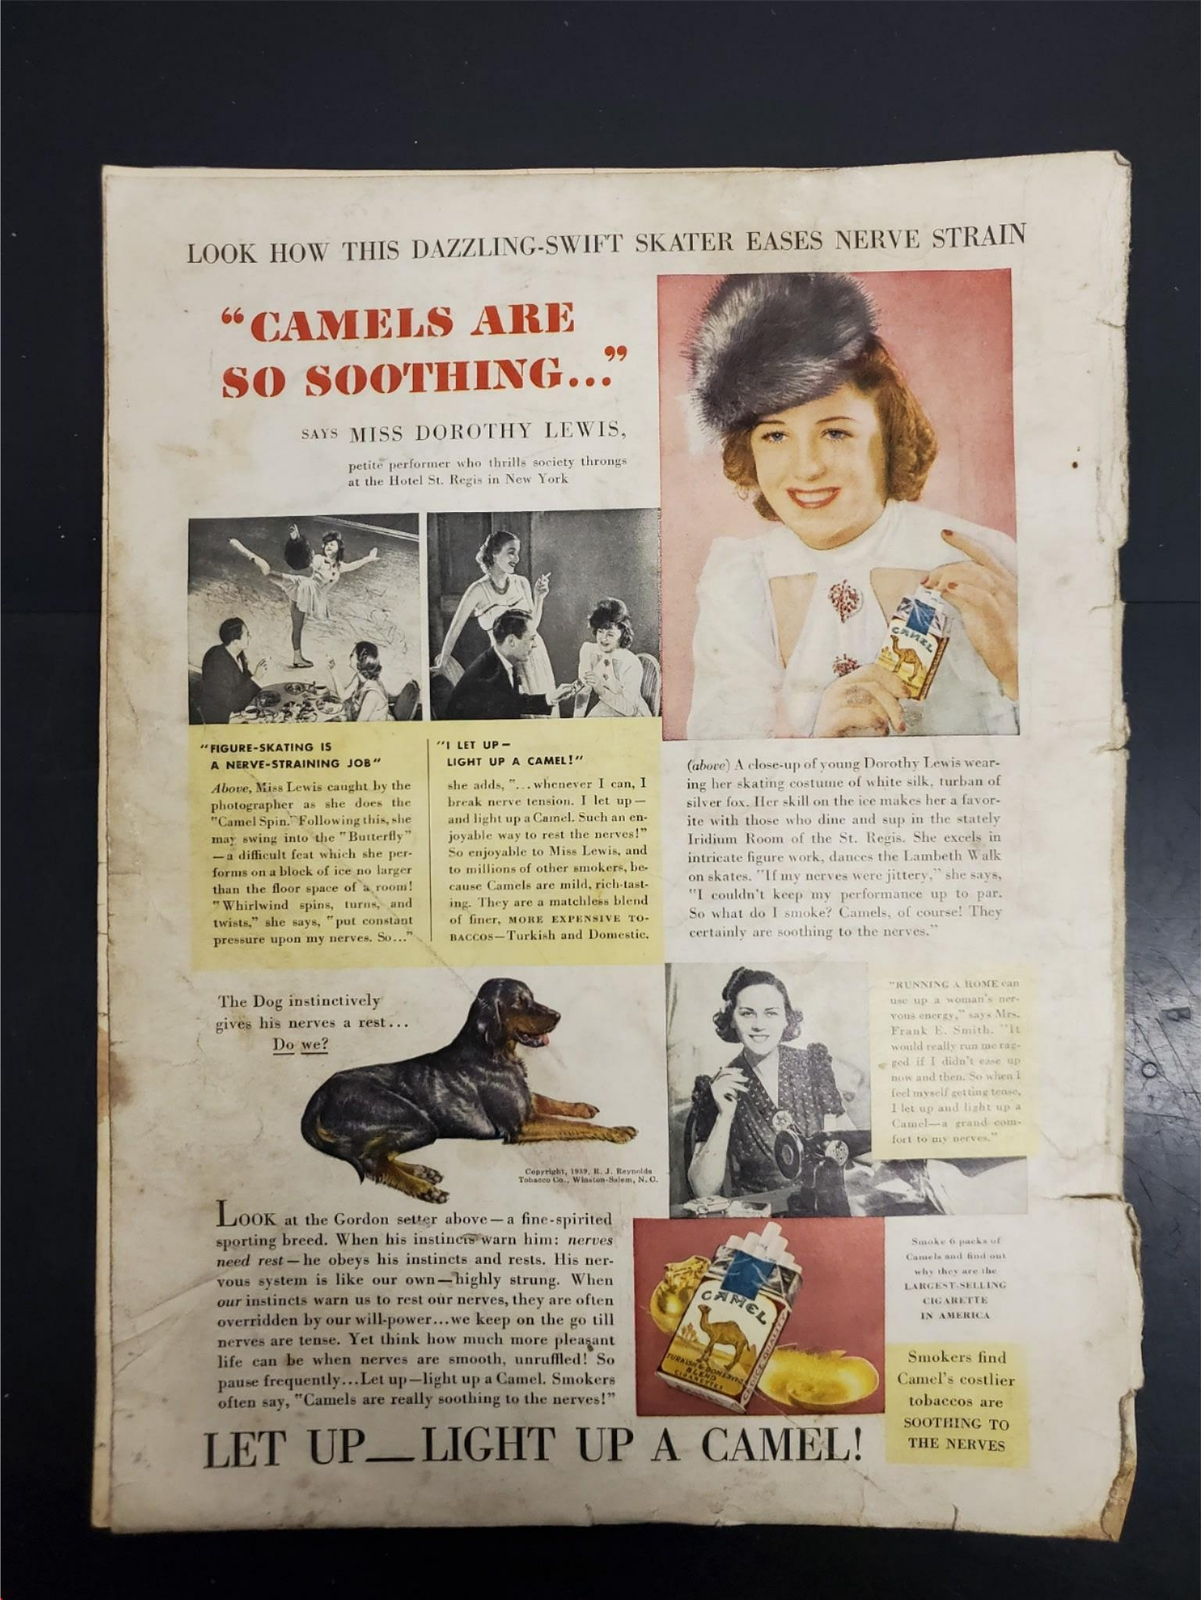 LOOK HOW THIS DAZZLING-SWIFT SKATER EASES NERVE STRAIN
"CAMELS ARE
SO SOOTHING..."
SAYS MISS DOROTHY LEWIS,
petite performer who thrills society throngs
at the Hotel St. Regis in New York
CAMEL
"FIGURE-SKATING IS
A NERVE-STRAINING JOB"
Above, Miss Lewis caught by the
photographer as she does the
"Camel Spin." Following this, she
may swing into the "Butterfly"
—a difficult feat which she per-
forms on a block of ice no larger
than the floor space of a room!
"Whirlwind spins, turns, and
twists," she says, "put constant
pressure upon my nerves. So..."
"I LET UP—
LIGHT UP A CAMEL!"
she adds, "...whenever I can, I
break nerve tension. I let up—
and light up a Camel. Such an en-
joyable way to rest the nerves!"
So enjoyable to Miss Lewis, and
to millions of other smokers, be-
cause Camels are mild, rich-tast-
ing. They are a matchless blend
of finer, MORE EXPENSIVE TO-
BACCOS—Turkish and Domestic.
(above) A close-up of young Dorothy Lewis wear-
ing her skating costume of white silk, turban of
silver fox. Her skill on the ice makes her a favor-
ite with those who dine and sup in the stately
Iridium Room of the St. Regis. She excels in
intricate figure work, dances the Lambeth Walk
on skates. "If my nerves were jittery," she says,
"I couldn't keep my performance up to par.
So what do I smoke? Camels, of course! They
certainly are soothing to the nerves."
The Dog instinctively
gives his nerves a rest...
Do we?
Copyright, 1939, R. J. Reynolds
Tobacco Co., Winston-Salem, N. C.
"RUNNING A HOME can
use up a woman's ner-
vous energy," says Mrs.
Frank E. Smith. "It
would really run me rag-
ged if I didn't ease up
now and then. So when I
feel myself getting tense,
I let up and light up a
Camel—a grand com-
fort to my nerves."
LOOK at the Gordon setter above—a fine-spirited
sporting breed. When his instincts warn him: nerves
need rest—he obeys his instincts and rests. His ner-
vous system is like our own—highly strung. When
our instincts warn us to rest our nerves, they are often
overridden by our will-power...we keep on the go till
nerves are tense. Yet think how much more pleasant
life can be when nerves are smooth, unruffled! So
pause frequently...Let up—light up a Camel. Smokers
often say, "Camels are really soothing to the nerves!"
CAMEL
TURKISH & DOMESTIC
BLEND
CIGARETTES
CHOICE QUALITY
Smoke 6 packs of
Camels and find out
why they are the
LARGEST-SELLING
CIGARETTE
IN AMERICA
Smokers find
Camel's costlier
tobaccos are
SOOTHING TO
THE NERVES
LET UP—LIGHT UP A CAMEL!